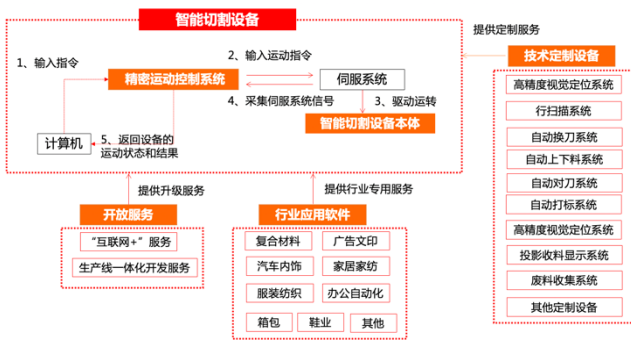 智能切割设备
提供定制服务
技术定制设备
1、输入指令
2、输入运动指令
精密运动控制系统
伺服系统
4、采集伺服系统信号
3、驱动运转
智能切割设备本体
计算机
5、返回设备的
运动状态和结果
提供升级服务
提供行业专用服务
开放服务
“互联网+”服务
生产线一体化开发服务
行业应用软件
复合材料
广告文印
汽车内饰
家居家纺
服装纺织
办公自动化
箱包
鞋业
其他
高精度视觉定位系统
行扫描系统
自动换刀系统
自动上下料系统
自动对刀系统
自动打标系统
高精度视觉定位系统
投影收料显示系统
废料收集系统
其他定制设备